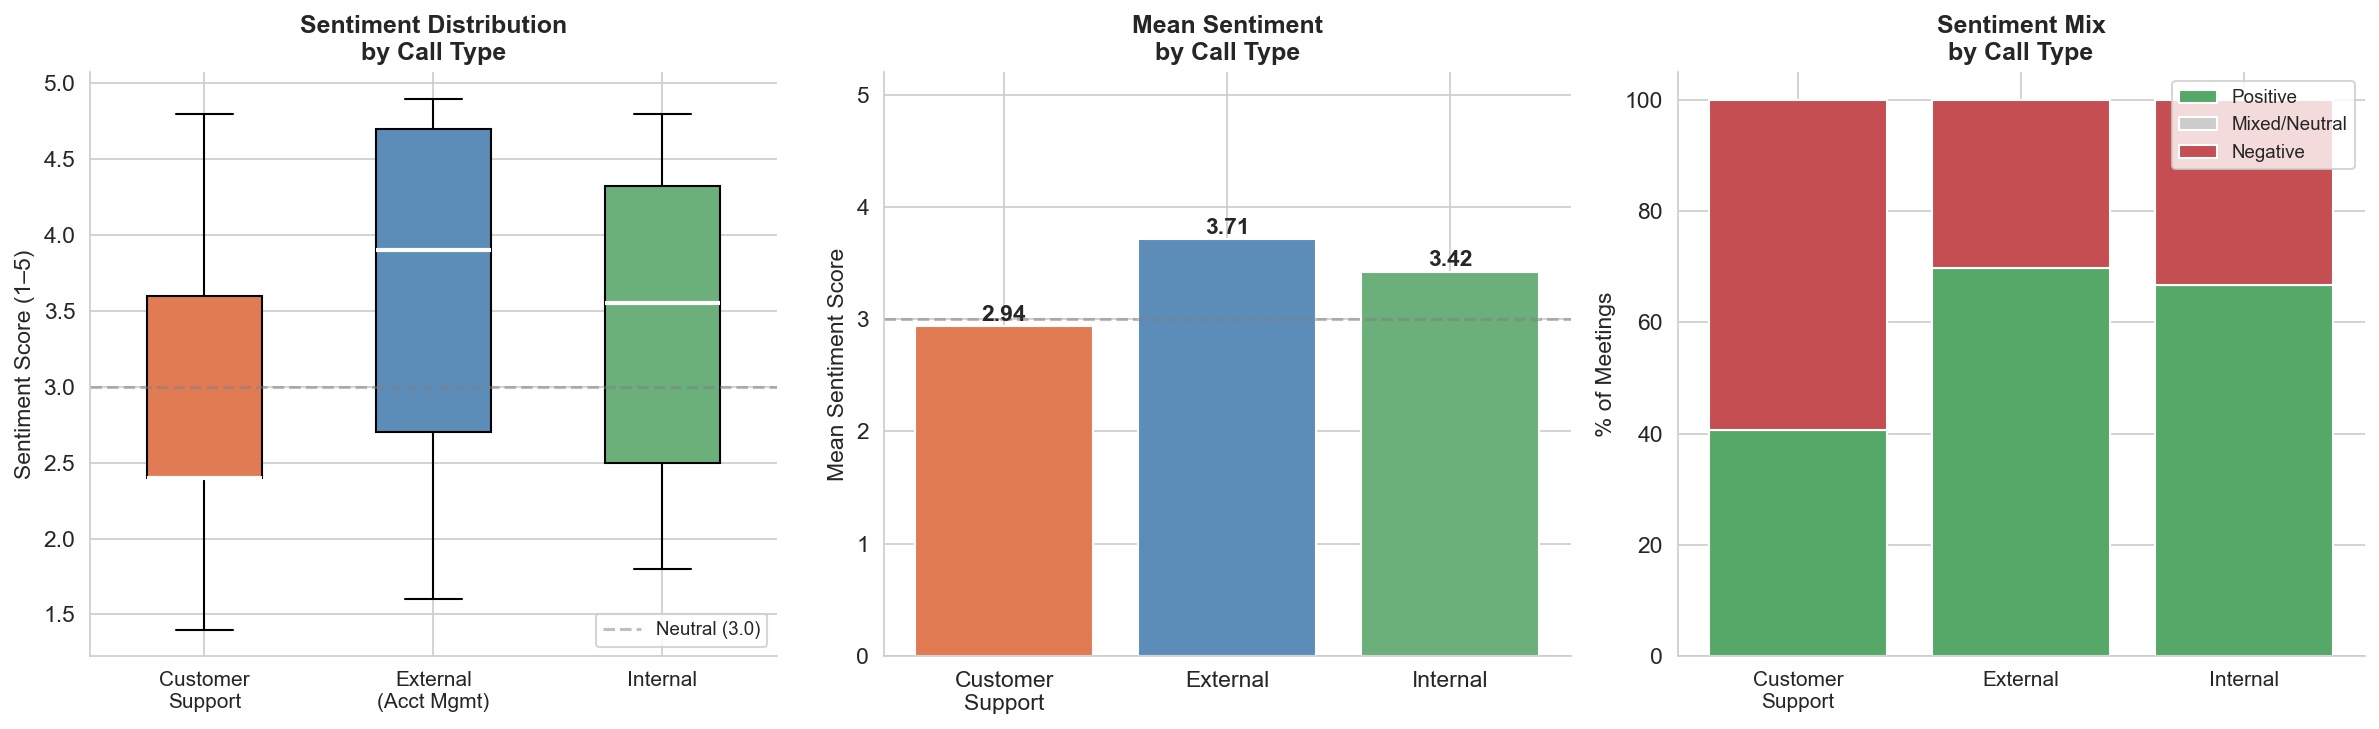 Sentiment Distribution
by Call Type
Sentiment Score (1–5)
5.0
4.5
4.0
3.5
3.0
2.5
2.0
1.5
Neutral (3.0)
Customer
Support
External
(Acct Mgmt)
Internal
Mean Sentiment
by Call Type
Mean Sentiment Score
5
4
3
2
1
0
2.94
3.71
3.42
Customer
Support
External
Internal
Sentiment Mix
by Call Type
% of Meetings
100
80
60
40
20
0
Positive
Mixed/Neutral
Negative
Customer
Support
External
Internal